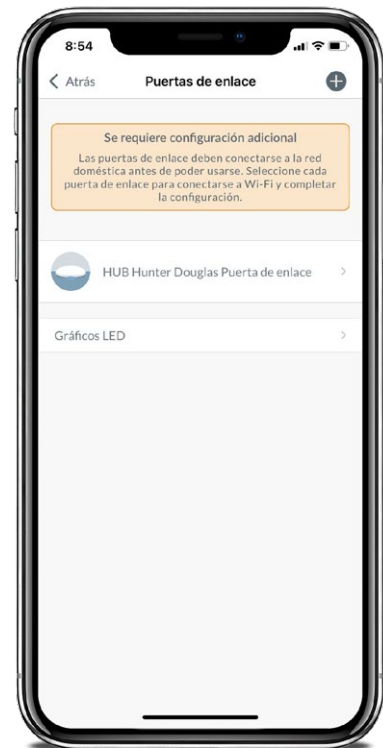 8:54
Atrás
Puertas de enlace
Se requiere configuración adicional
Las puertas de enlace deben conectarse a la red
doméstica antes de poder usarse. Seleccione cada
puerta de enlace para conectarse a Wi-Fi y completar
la configuración.
HUB Hunter Douglas Puerta de enlace
Gráficos LED